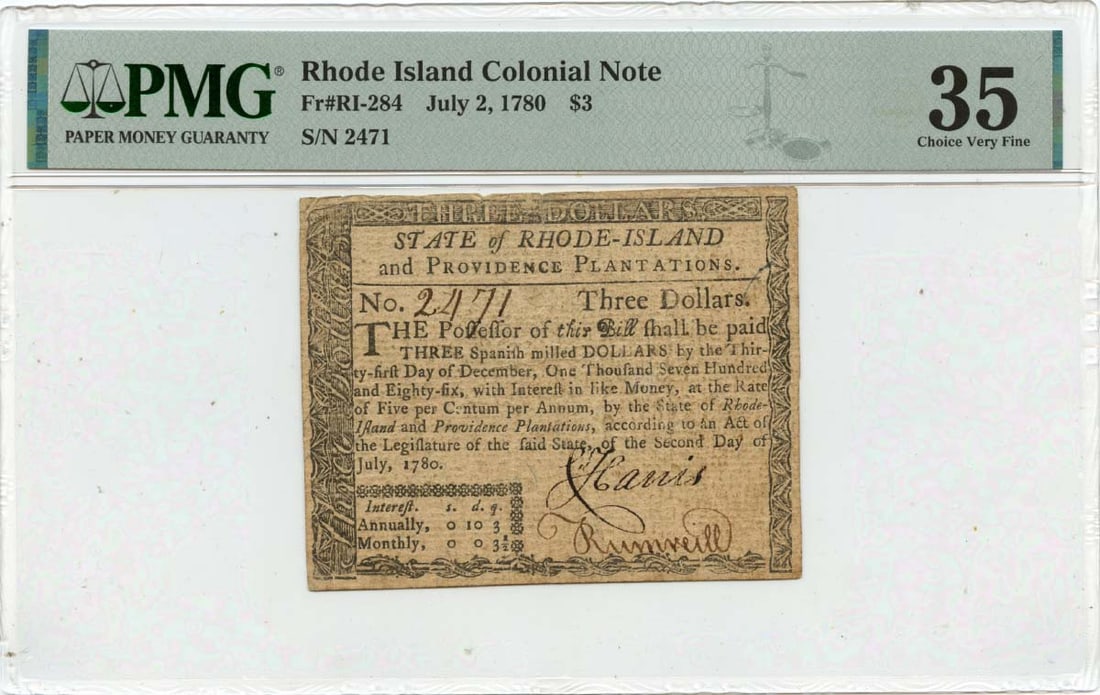 PMG®
PAPER MONEY GUARANTY
Rhode Island Colonial Note
Fr#RI-284 July 2, 1780 $3
S/N 2471
35
Choice Very Fine
THREE DOLLARS
STATE of RHODE-ISLAND
and PROVIDENCE PLANTATIONS.
No. 2471 Three Dollars.
THE Poſſeſſor of this Bill ſhall be paid
THREE Spaniſh milled DOLLARS by the Thir-
ty-firſt Day of December, One Thouſand Seven Hundred
and Eighty-ſix, with Intereſt in like Money, at the Rate
of Five per Centum per Annum, by the State of Rhode-
Iſland and Providence Plantations, according to an Act of
the Legiſlature of the ſaid State, of the Second Day of
July, 1780.
Harris
Rumreill
Intereſt. s. d. q.
Annually, 0 10 3
Monthly, 0 0 3½